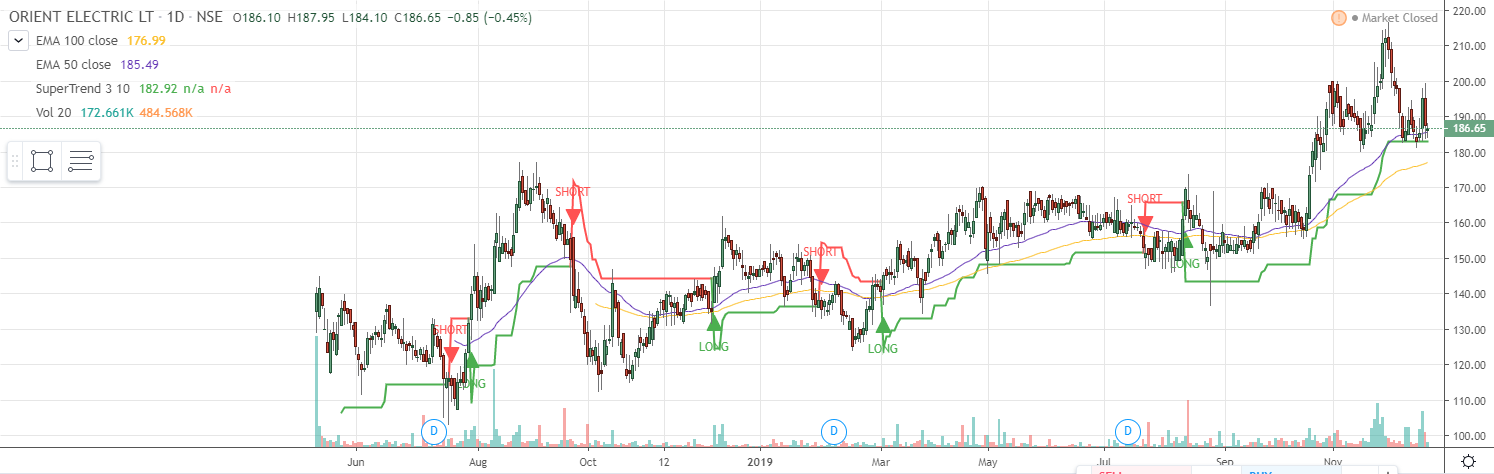 ORIENT ELECTRIC LT · 1D · NSE O186.10 H187.95 L184.10 C186.65 −0.85 (−0.45%)
! Market Closed
EMA 100 close 176.99
EMA 50 close 185.49
SuperTrend 3 10 182.92 n/a n/a
Vol 20 172.661K 484.568K
220.00
210.00
200.00
190.00
186.65
180.00
170.00
160.00
150.00
140.00
130.00
120.00
110.00
100.00
SHORT
SHORT
SHORT
SHORT
LONG
LONG
LONG
LONG
D
D
D
Jun Aug Oct 12 2019 Mar May Jul Sep Nov
SELL BUY